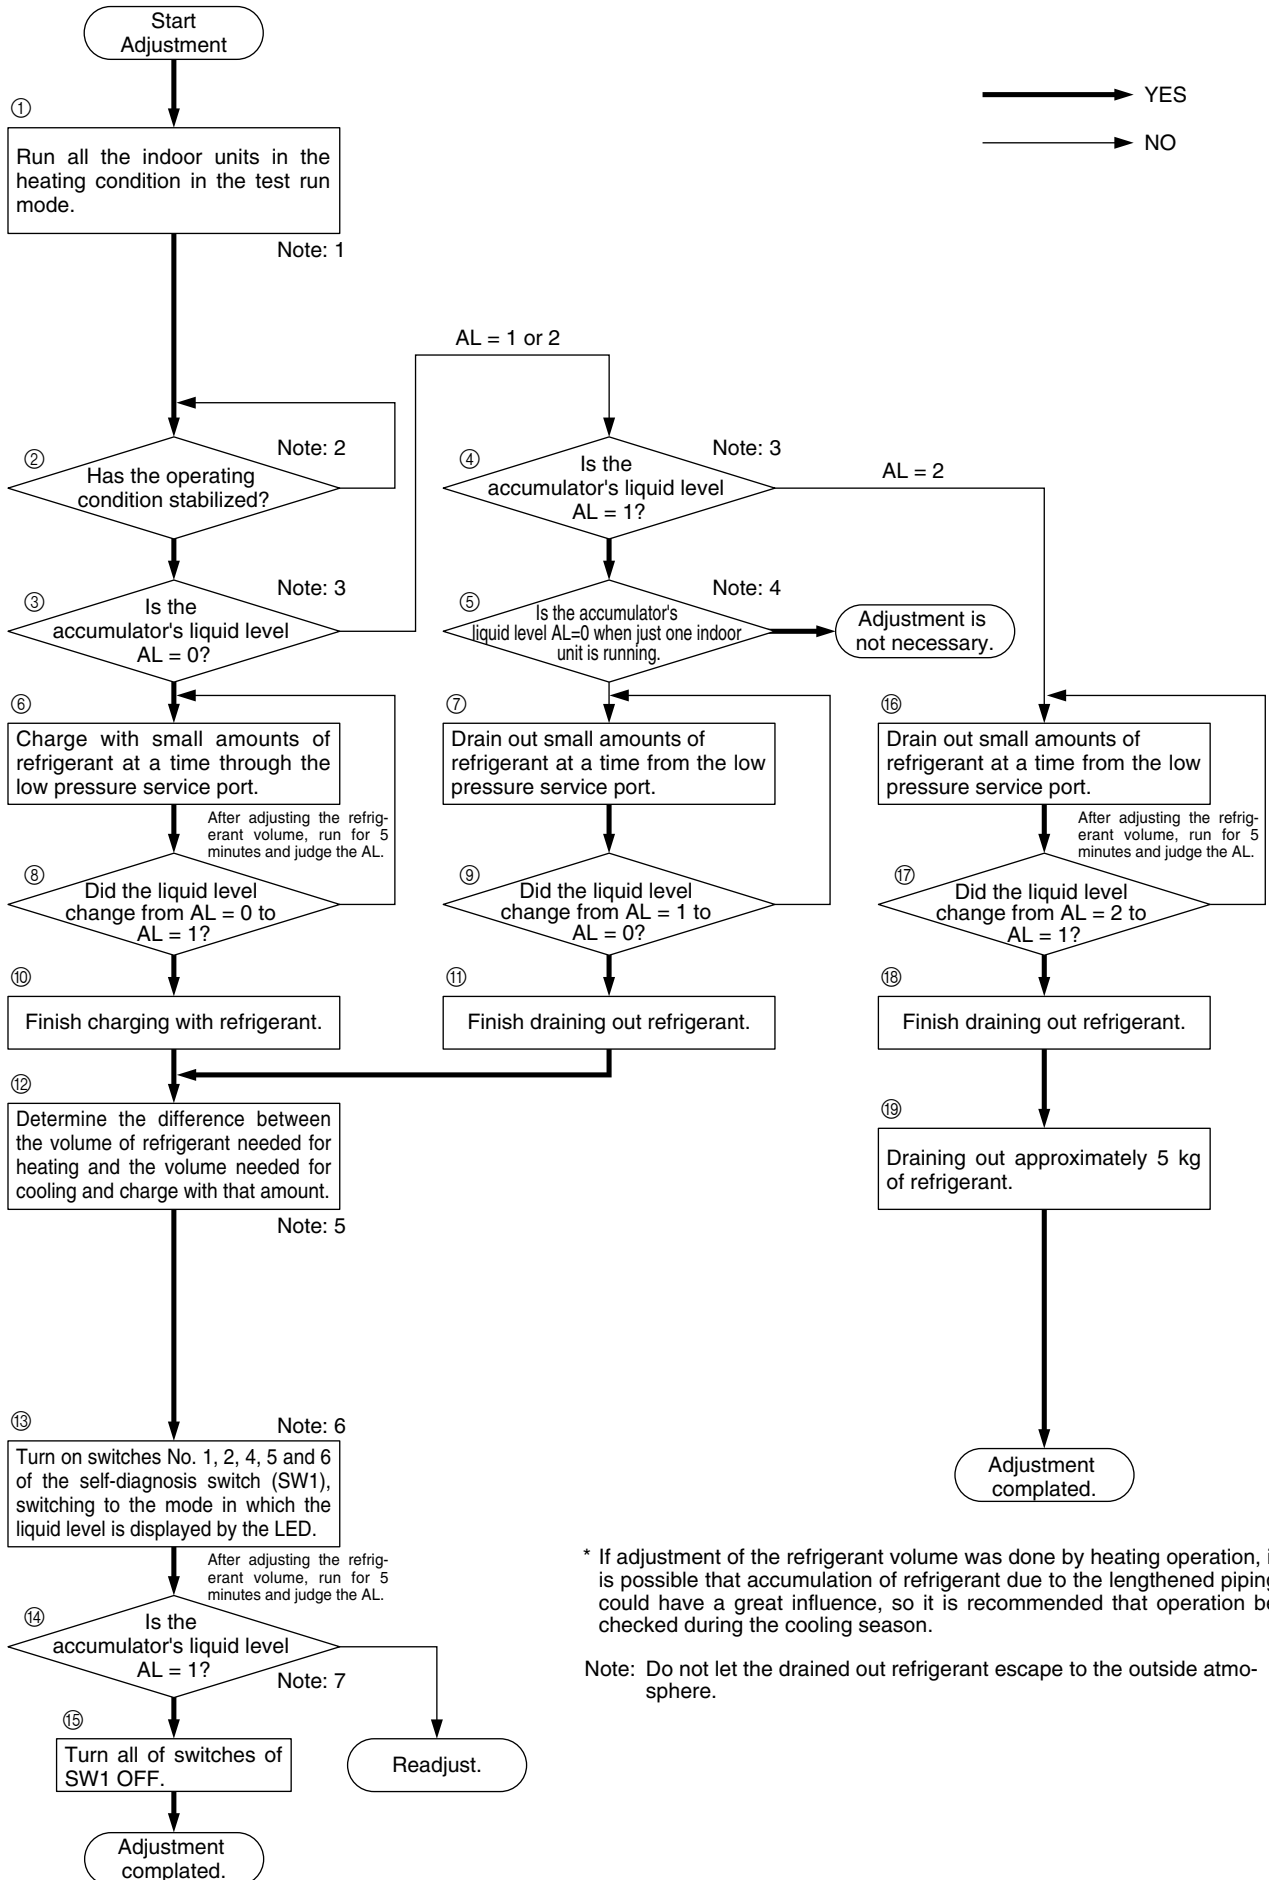 Start
Adjustment
YES
NO
①
Run all the indoor units in the
heating condition in the test run
mode.
Note: 1
AL = 1 or 2
②
Note: 2
Has the operating
condition stabilized?
④
Note: 3
Is the
accumulator's liquid level
AL = 1?
AL = 2
③
Note: 3
Is the
accumulator's liquid level
AL = 0?
⑤
Note: 4
Is the accumulator's
liquid level AL=0 when just one indoor
unit is running.
Adjustment is
not necessary.
⑥
Charge with small amounts of
refrigerant at a time through the
low pressure service port.
After adjusting the refrig-
erant volume, run for 5
minutes and judge the AL.
⑦
Drain out small amounts of
refrigerant at a time from the low
pressure service port.
⑯
Drain out small amounts of
refrigerant at a time from the low
pressure service port.
After adjusting the refrig-
erant volume, run for 5
minutes and judge the AL.
⑧
Did the liquid level
change from AL = 0 to
AL = 1?
⑨
Did the liquid level
change from AL = 1 to
AL = 0?
⑰
Did the liquid level
change from AL = 2 to
AL = 1?
⑩
Finish charging with refrigerant.
⑪
Finish draining out refrigerant.
⑱
Finish draining out refrigerant.
⑫
Determine the difference between
the volume of refrigerant needed for
heating and the volume needed for
cooling and charge with that amount.
Note: 5
⑲
Draining out approximately 5 kg
of refrigerant.
⑬
Note: 6
Turn on switches No. 1, 2, 4, 5 and 6
of the self-diagnosis switch (SW1),
switching to the mode in which the
liquid level is displayed by the LED.
After adjusting the refrig-
erant volume, run for 5
minutes and judge the AL.
Adjustment
complated.
⑭
Is the
accumulator's liquid level
AL = 1?
Note: 7
⑮
Turn all of switches of
SW1 OFF.
Readjust.
Adjustment
complated.
* If adjustment of the refrigerant volume was done by heating operation,
is possible that accumulation of refrigerant due to the lengthened piping
could have a great influence, so it is recommended that operation be
checked during the cooling season.
Note: Do not let the drained out refrigerant escape to the outside atmo-
sphere.